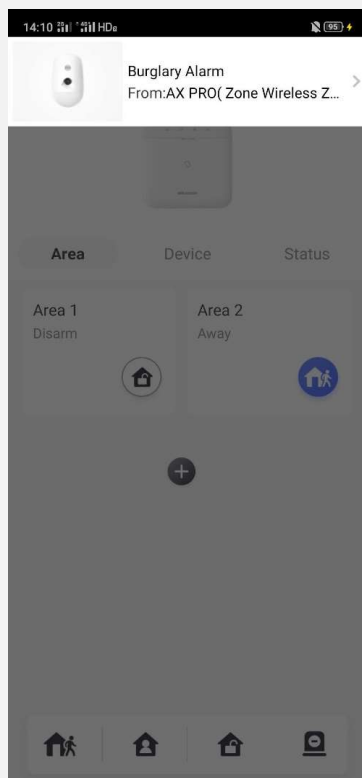 14:10 HD 95
Burglary Alarm
From:AX PRO( Zone Wireless Z...
Area Device Status
Area 1 Area 2
Disarm Away